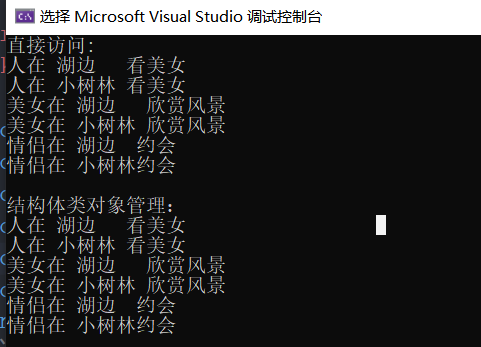 选择 Microsoft Visual Studio 调试控制台
直接访问:
人在 湖边   看美女
人在 小树林 看美女
美女在 湖边   欣赏风景
美女在 小树林 欣赏风景
情侣在 湖边  约会
情侣在 小树林约会

结构体类对象管理：
人在 湖边   看美女
人在 小树林 看美女
美女在 湖边   欣赏风景
美女在 小树林 欣赏风景
情侣在 湖边  约会
情侣在 小树林约会